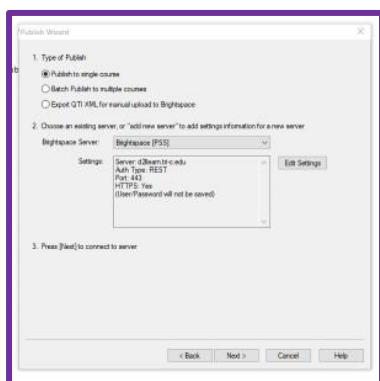 Publish Wizard
1. Type of Publish
Publish to single course
Batch Publish to multiple courses
Export QTI XML for manual upload to Brightspace
2. Choose an existing server, or "add new server" to add settings information for a new server
Brightspace Server: Brightspace [PSS]
Settings: Server: d2llearn.tri-c.edu Edit Settings
Auth Type: REST
Port: 443
HTTPS: Yes
(User/Password will not be saved)
3. Press [Next] to connect to server
< Back Next > Cancel Help